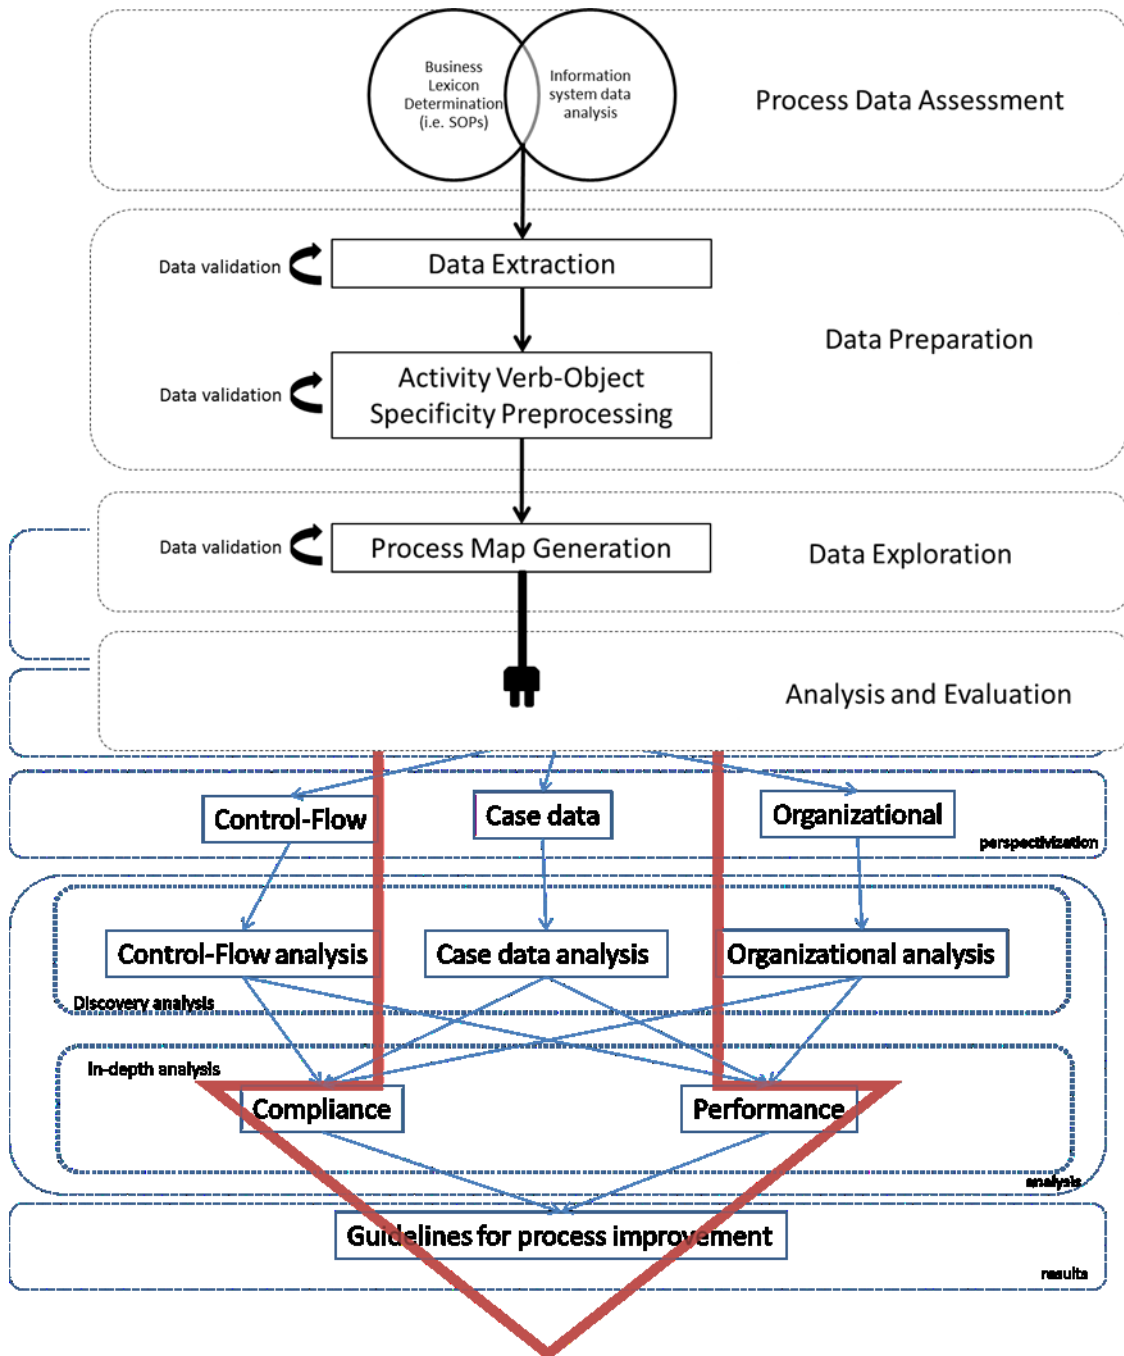 Business
Lexicon
Determination
(i.e. SOPs)
Information
system data
analysis
Process Data Assessment
Data validation
Data Extraction
Data Preparation
Data validation
Activity Verb-Object
Specificity Preprocessing
Data validation
Process Map Generation
Data Exploration
Analysis and Evaluation
Control-Flow
Case data
Organizational
perspectivization
Control-Flow analysis
Case data analysis
Organizational analysis
Discovery analysis
In-depth analysis
Compliance
Performance
analysis
Guidelines for process improvement
results